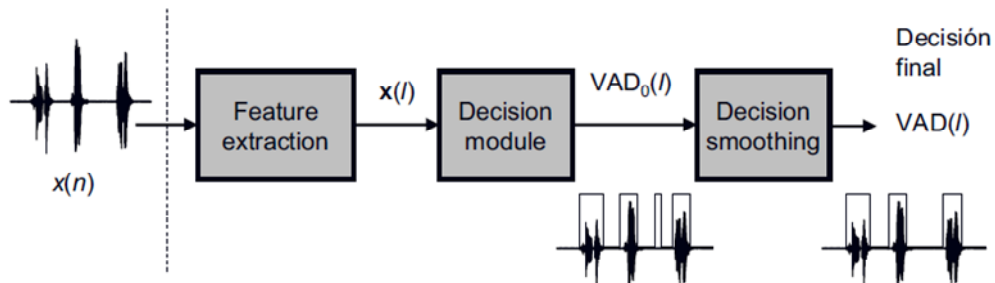 x(n)
Feature
extraction
x(l)
Decision
module
VAD₀(l)
Decision
smoothing
Decisión
final
VAD(l)